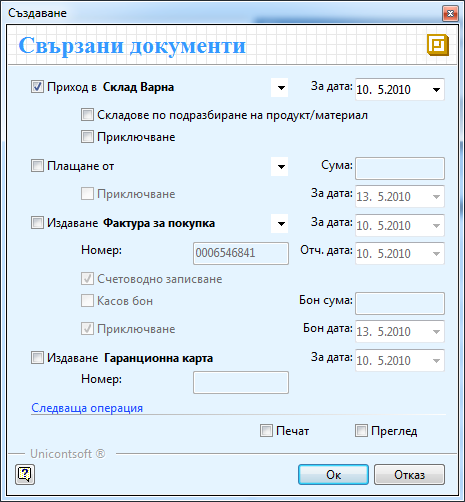 Създаване
Свързани документи
Приход в Склад Варна За дата: 10. 5.2010
Складове по подразбиране на продукт/материал
Приключване
Плащане от Сума:
Приключване За дата: 13. 5.2010
Издаване Фактура за покупка За дата: 10. 5.2010
Номер: 0006546841 Отч. дата: 10. 5.2010
Счетоводно записване
Касов бон Бон сума:
Приключване Бон дата: 13. 5.2010
Издаване Гаранционна карта За дата: 10. 5.2010
Номер:
Следваща операция
Печат Преглед
Unicontsoft ®
? Ок Отказ